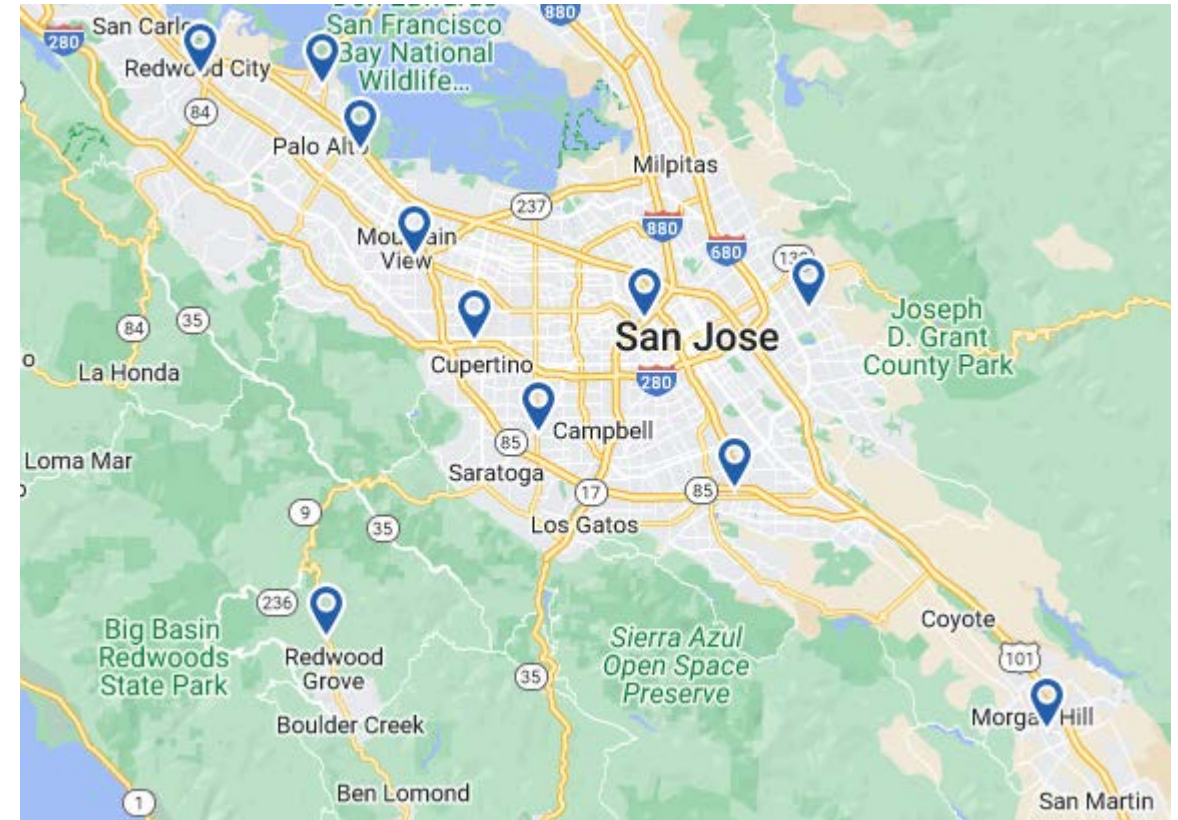 880
San Carl
280
Redwood City
San Francisco
Bay National
Wildlife...
84
Palo Alto
Milpitas
237
880
680
Mountain
View
Joseph
D. Grant
County Park
84
35
San Jose
La Honda
Cupertino
280
Campbell
85
Loma Mar
Saratoga
17
85
9
35
Los Gatos
236
Coyote
Big Basin
Redwoods
State Park
Sierra Azul
Open Space
Preserve
Redwood
Grove
101
35
Morgan Hill
Boulder Creek
Ben Lomond
1
San Martin